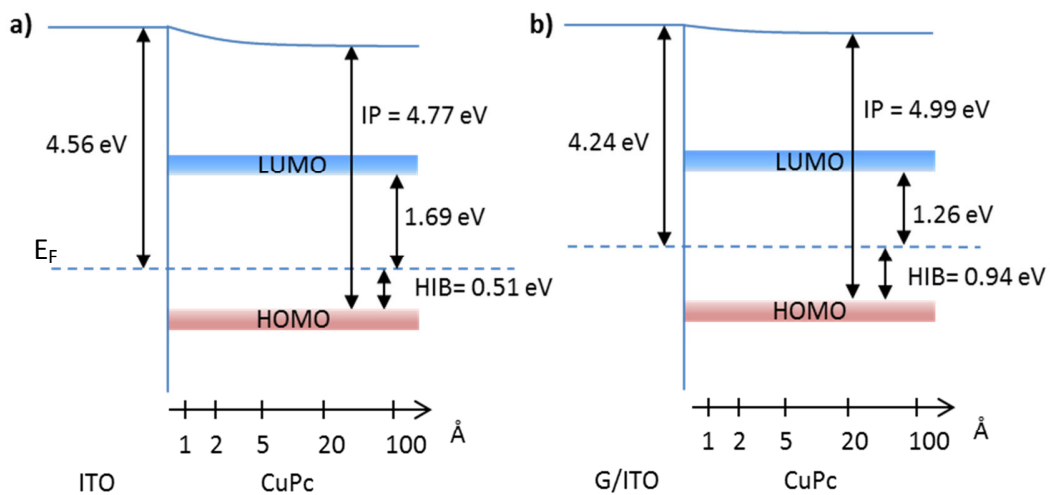 a)
4.56 eV
IP = 4.77 eV
LUMO
1.69 eV
E_F
HIB= 0.51 eV
HOMO
1 2 5 20 100 Å
ITO CuPc
b)
4.24 eV
IP = 4.99 eV
LUMO
1.26 eV
HIB= 0.94 eV
HOMO
1 2 5 20 100 Å
G/ITO CuPc